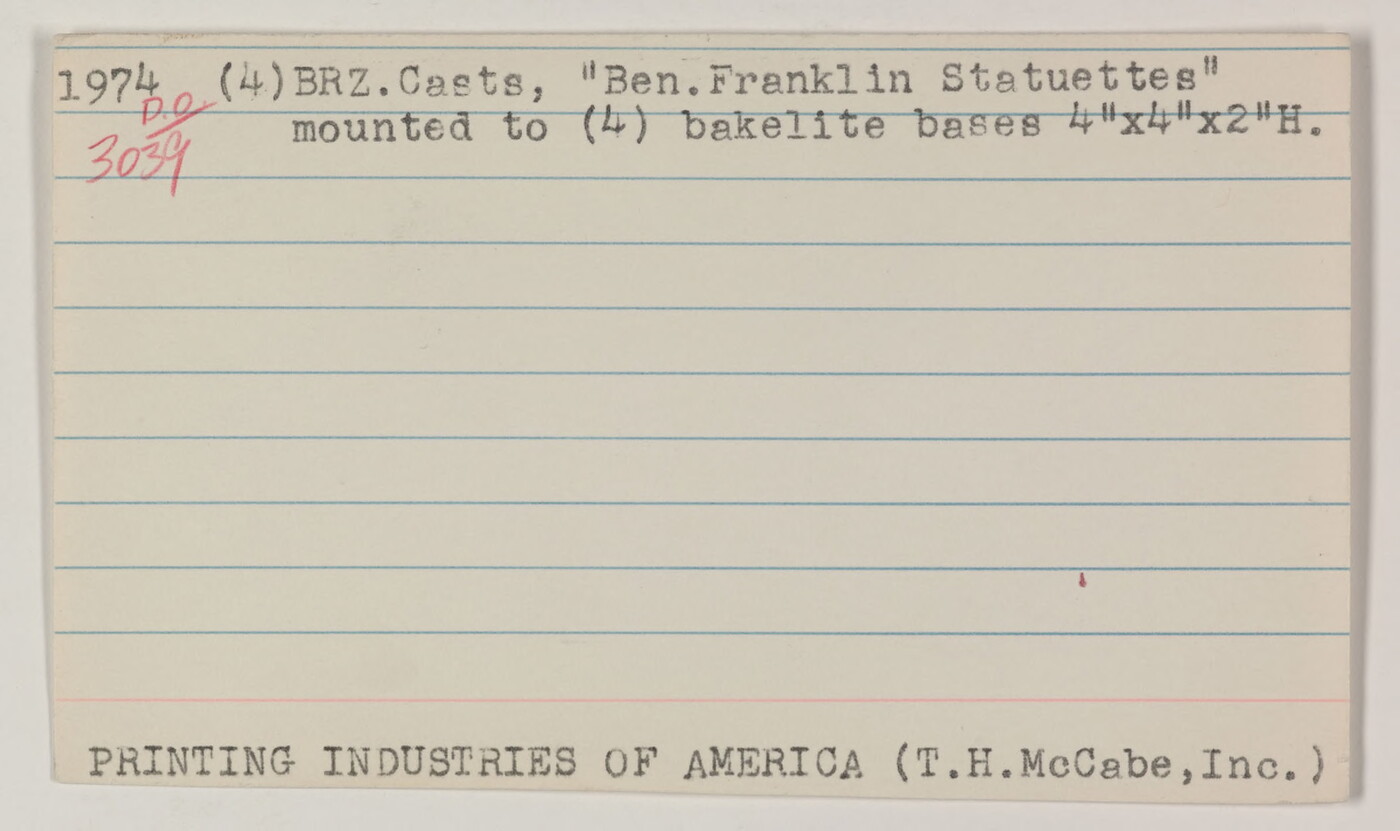 1974 (4)BRZ.Casts, "Ben.Franklin Statuettes"
P.O.
mounted to (4) bakelite bases 4"x4"x2"H.
3039
PRINTING INDUSTRIES OF AMERICA (T.H.McCabe,Inc.)